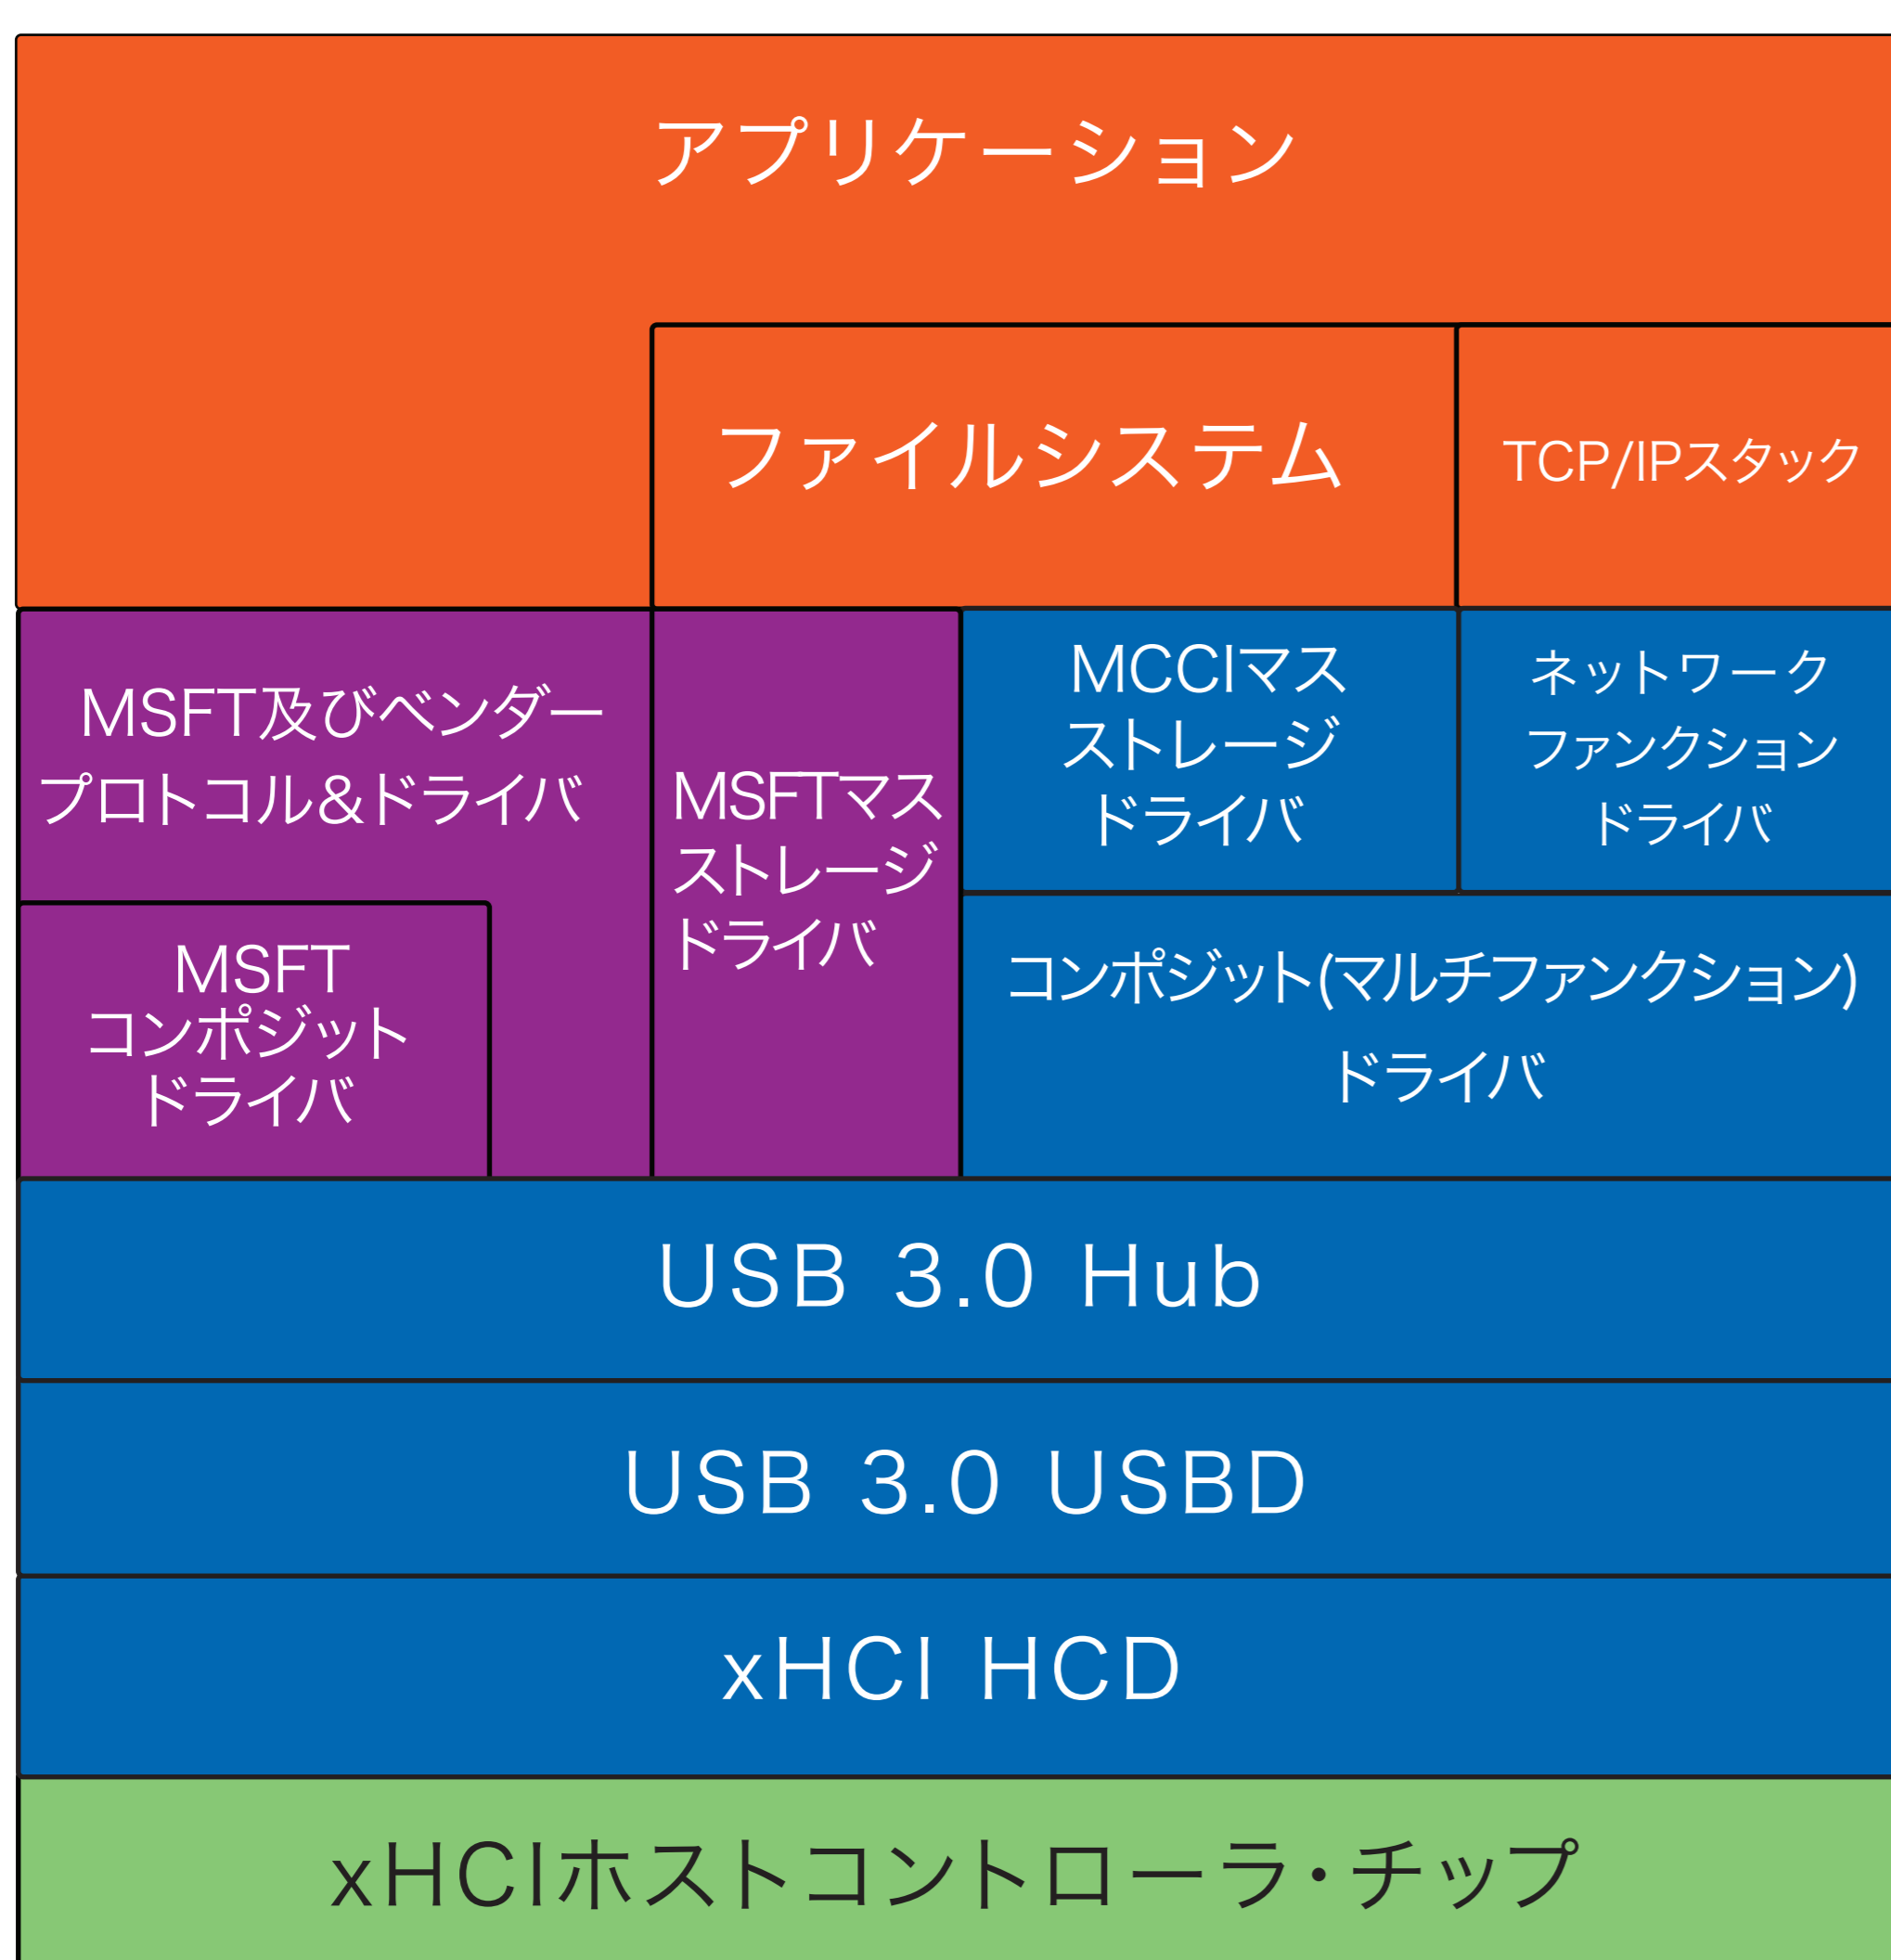 アプリケーション
ファイルシステム
TCP/IPスタック
MSFT及びベンダー
プロトコル&ドライバ
MSFT
コンポジット
ドライバ
MSFTマス
ストレージ
ドライバ
MCCIマス
ストレージ
ドライバ
ネットワーク
ファンクション
ドライバ
コンポジット(マルチファンクション)
ドライバ
USB 3.0 Hub
USB 3.0 USBD
xHCI HCD
xHCIホストコントローラ・チップ